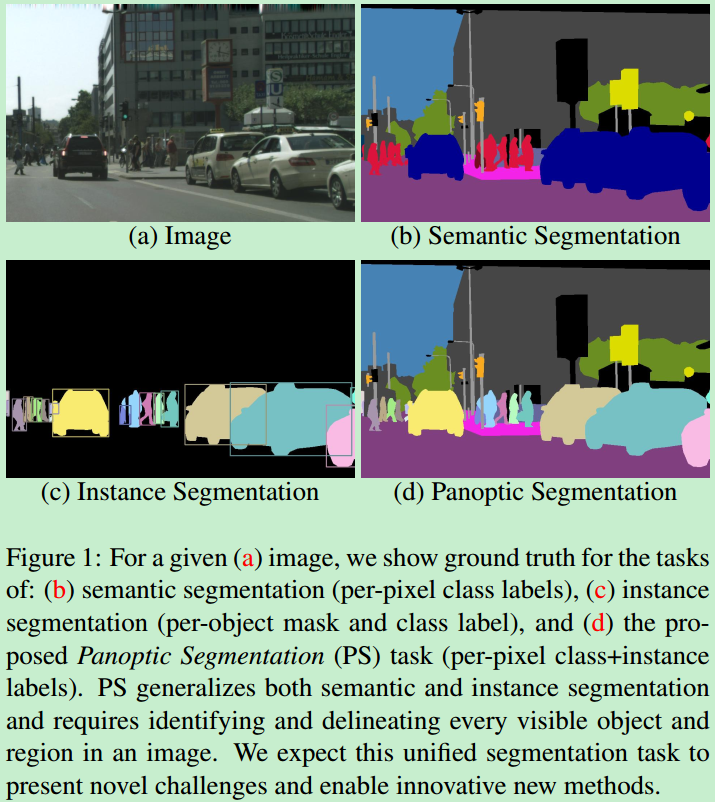 (a) Image
(b) Semantic Segmentation
(c) Instance Segmentation
(d) Panoptic Segmentation
Figure 1: For a given (a) image, we show ground truth for the tasks
of: (b) semantic segmentation (per-pixel class labels), (c) instance
segmentation (per-object mask and class label), and (d) the pro-
posed Panoptic Segmentation (PS) task (per-pixel class+instance
labels). PS generalizes both semantic and instance segmentation
and requires identifying and delineating every visible object and
region in an image. We expect this unified segmentation task to
present novel challenges and enable innovative new methods.